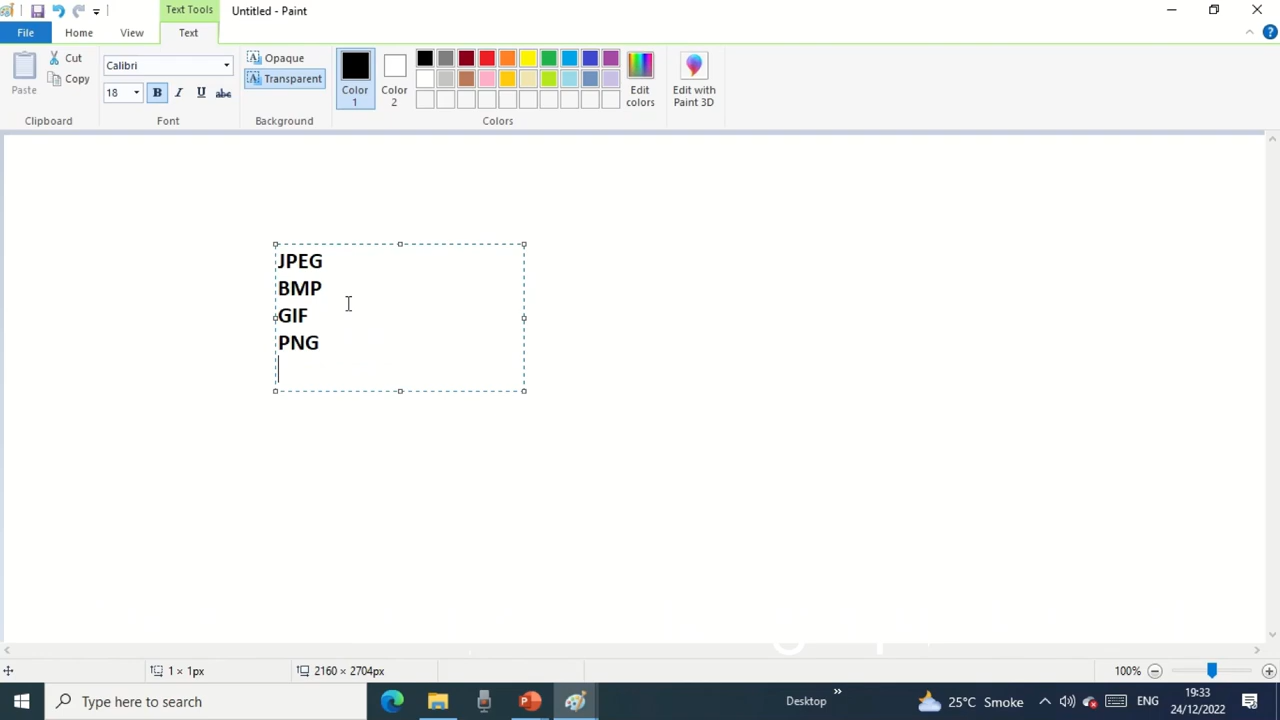 Text Tools
Untitled - Paint
File
Home
View
Text
Paste
Cut
Copy
Clipboard
Calibri
18
B
I
U
abc
Font
Opaque
Transparent
Background
Color
1
Color
2
Edit
colors
Colors
Edit with
Paint 3D
JPEG
BMP
GIF
PNG
1 × 1px
2160 × 2704px
100%
Type here to search
Desktop
25°C Smoke
ENG
19:33
24/12/2022